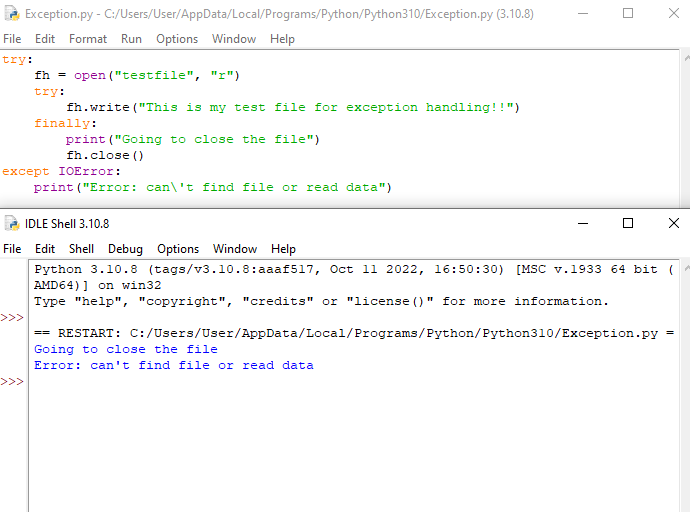 Exception.py - C:/Users/User/AppData/Local/Programs/Python/Python310/Exception.py (3.10.8)
File Edit Format Run Options Window Help
try:
    fh = open("testfile", "r")
    try:
        fh.write("This is my test file for exception handling!!")
    finally:
        print("Going to close the file")
        fh.close()
except IOError:
    print("Error: can\'t find file or read data")
IDLE Shell 3.10.8
File Edit Shell Debug Options Window Help
Python 3.10.8 (tags/v3.10.8:aaaf517, Oct 11 2022, 16:50:30) [MSC v.1933 64 bit (
AMD64)] on win32
Type "help", "copyright", "credits" or "license()" for more information.
>>>
== RESTART: C:/Users/User/AppData/Local/Programs/Python/Python310/Exception.py =
Going to close the file
Error: can't find file or read data
>>>